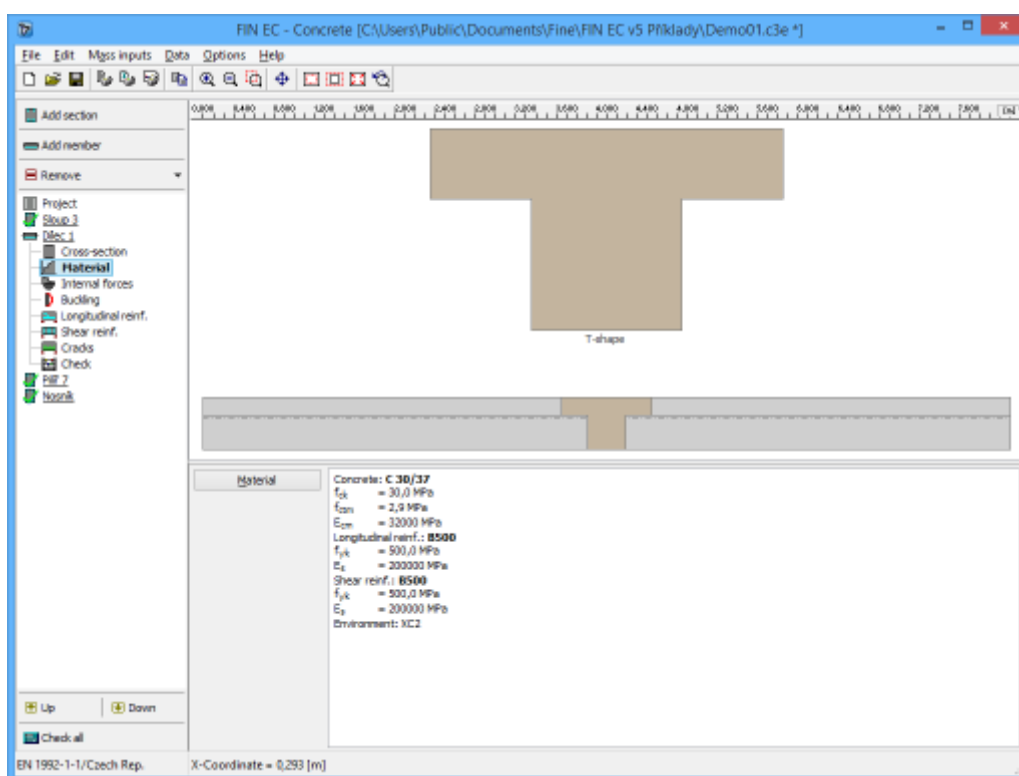 FIN EC - Concrete [C:\Users\Public\Documents\Fine\FIN EC v5 Příklady\Demo01.c3e *]
File Edit Mass inputs Data Options Help
Add section
Add member
Remove
Project
Sloup 3
Dílec 1
Cross-section
Material
Internal forces
Buckling
Longitudinal reinf.
Shear reinf.
Cracks
Check
Nosník
Up Down
Check all
T-shape
Material
Concrete: C 30/37
fck = 30,0 MPa
fctm = 2,9 MPa
Ecm = 32000 MPa
Longitudinal reinf.: B500
fyk = 500,0 MPa
Es = 200000 MPa
Shear reinf.: B500
fyk = 500,0 MPa
Es = 200000 MPa
Environment: XC2
EN 1992-1-1/Czech Rep. X-Coordinate = 0,293 [m]